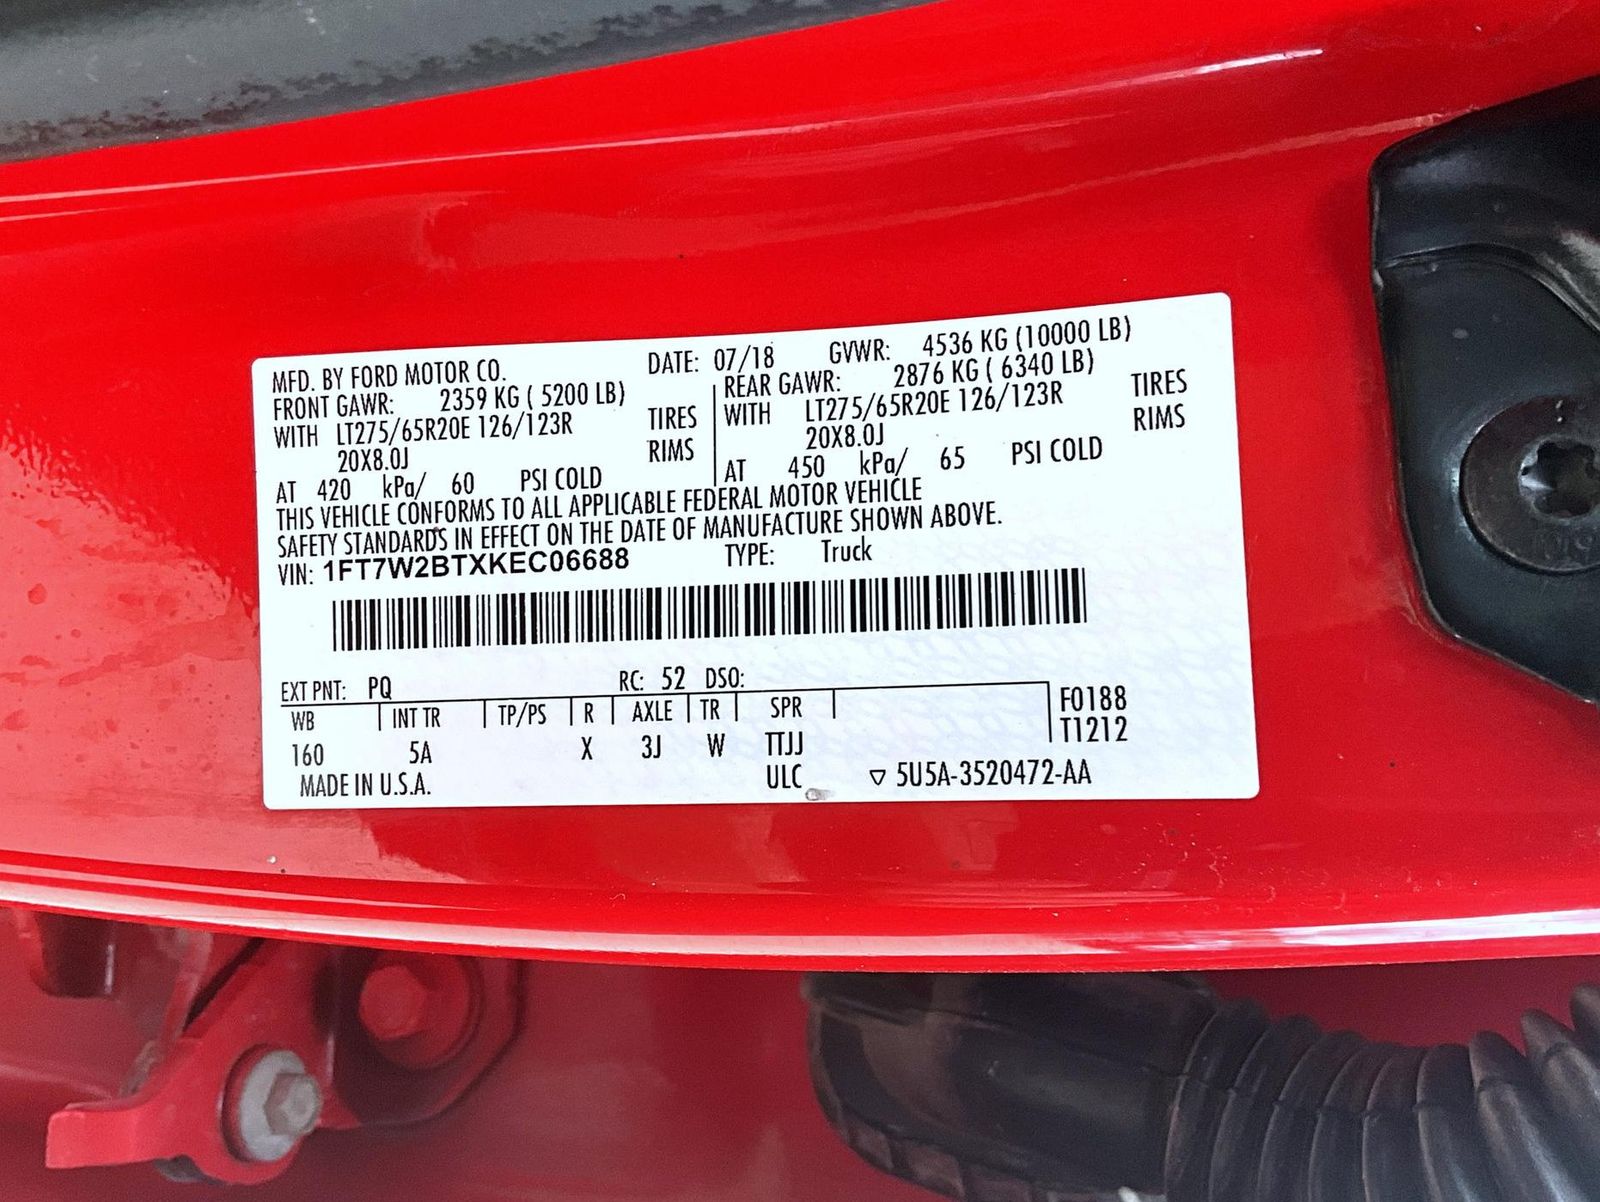 MFD. BY FORD MOTOR CO. DATE: 07/18 GVWR: 4536 KG (10000 LB)
FRONT GAWR: 2359 KG ( 5200 LB) REAR GAWR: 2876 KG ( 6340 LB)
WITH LT275/65R20E 126/123R TIRES WITH LT275/65R20E 126/123R TIRES
20X8.0J RIMS 20X8.0J RIMS
AT 420 kPa/ 60 PSI COLD AT 450 kPa/ 65 PSI COLD
THIS VEHICLE CONFORMS TO ALL APPLICABLE FEDERAL MOTOR VEHICLE
SAFETY STANDARDS IN EFFECT ON THE DATE OF MANUFACTURE SHOWN ABOVE.
VIN: 1FT7W2BTXKEC06688 TYPE: Truck
EXT PNT: PQ RC: 52 DSO:
WB INT TR TP/PS R AXLE TR SPR F0188
160 5A X 3J W TTJJ T1212
MADE IN U.S.A. ULC ▽ 5U5A-3520472-AA